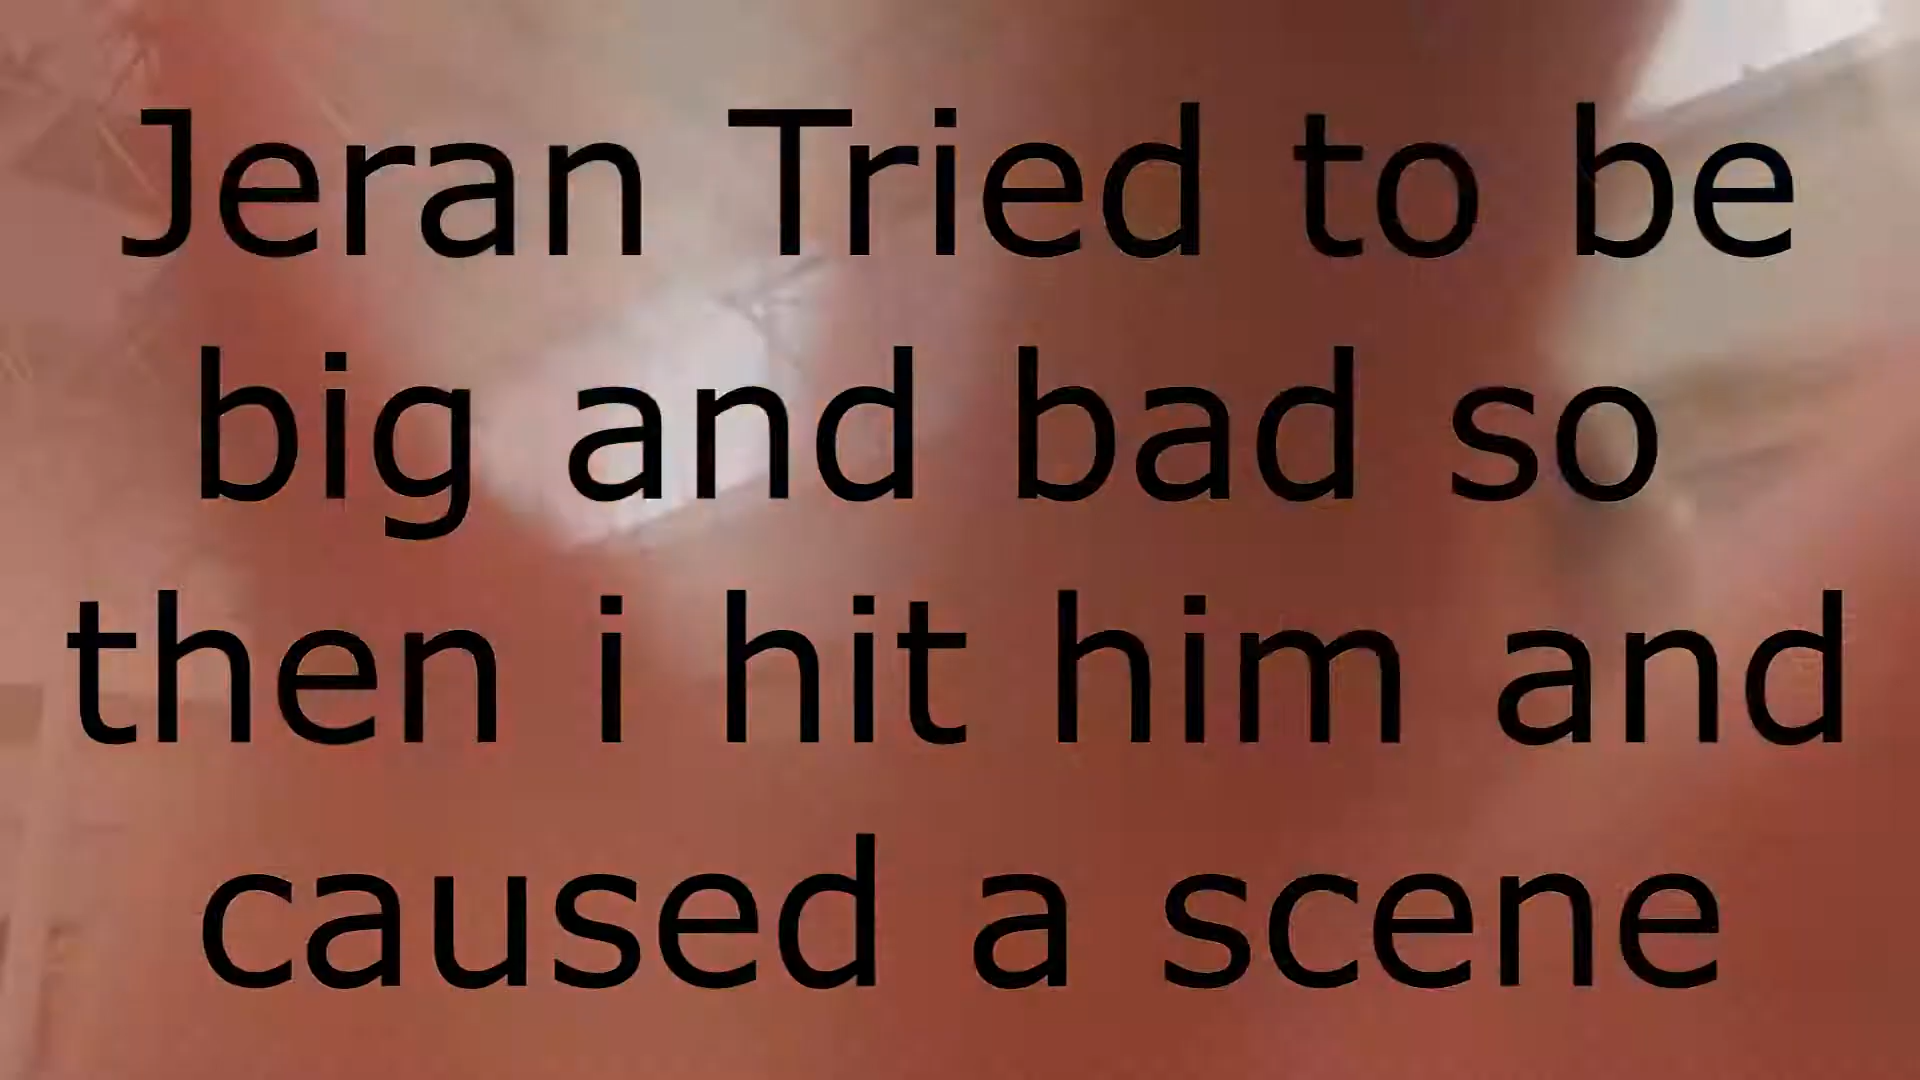 Jeran Tried to be
big and bad so
then i hit him and
caused a scene